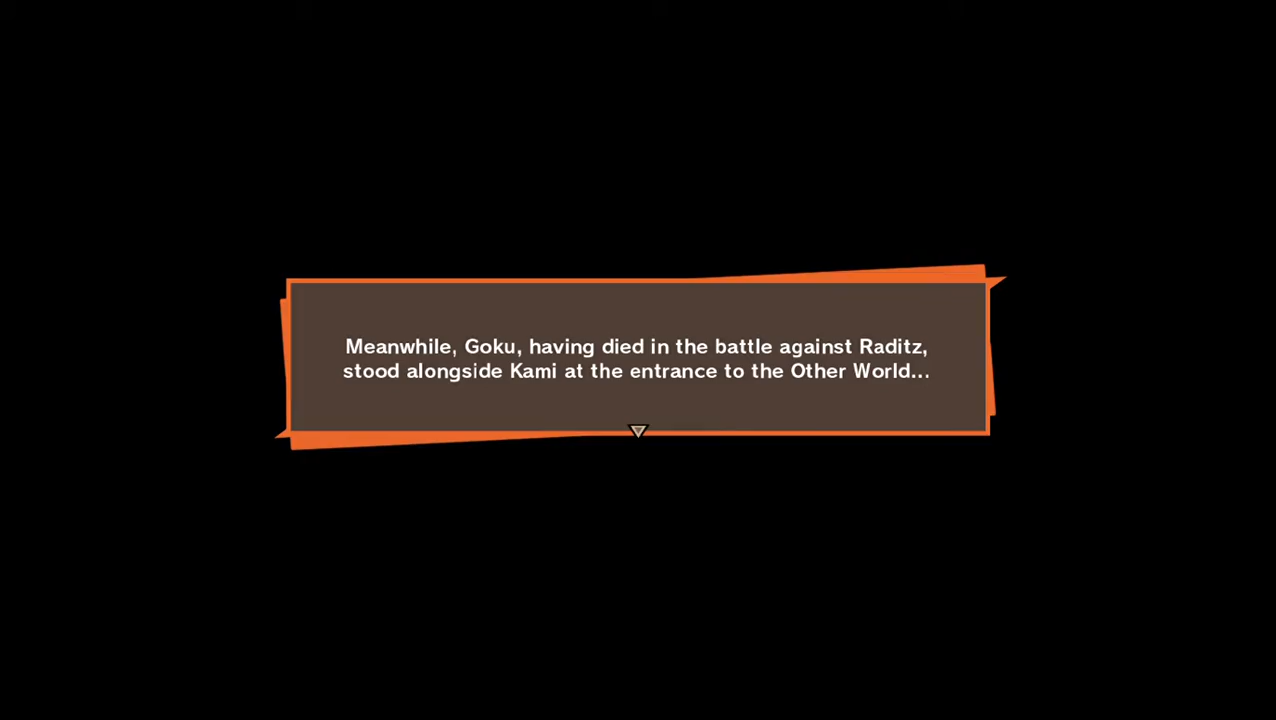 Meanwhile, Goku, having died in the battle against Raditz,
stood alongside Kami at the entrance to the Other World...